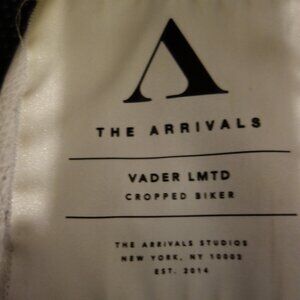 THE ARRIVALS
VADER LMTD
CROPPED BIKER
THE ARRIVALS STUDIOS
NEW YORK, NY 10002
EST. 2014